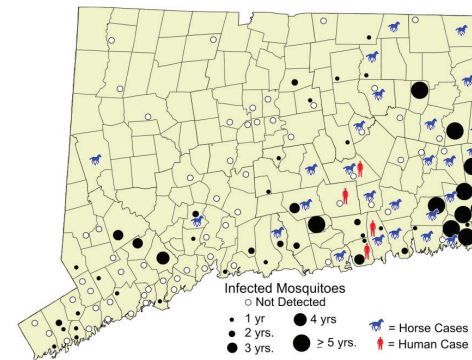 Infected Mosquitoes
Not Detected
1 yr
2 yrs.
3 yrs.
4 yrs
≥ 5 yrs.
= Horse Cases
= Human Case